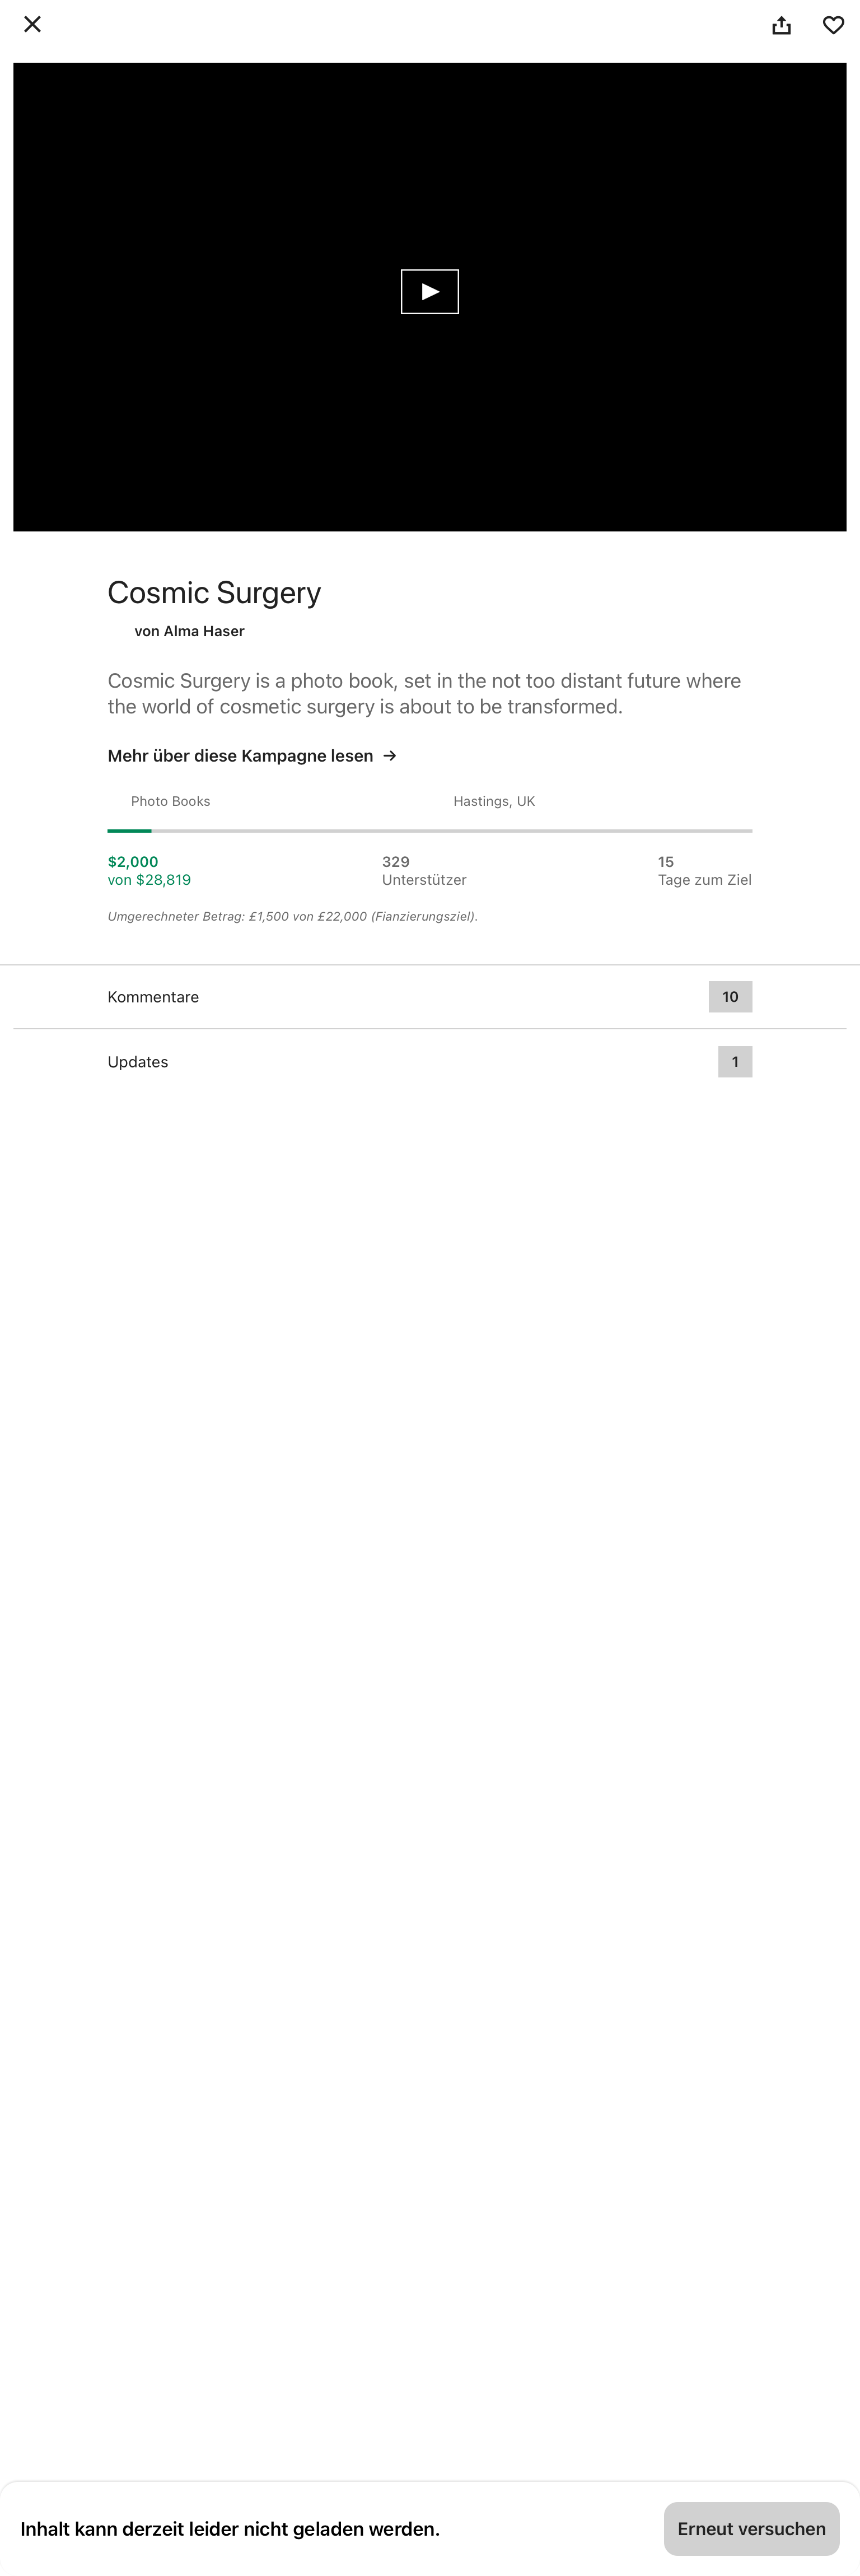 Cosmic Surgery
von Alma Haser
Cosmic Surgery is a photo book, set in the not too distant future where
the world of cosmetic surgery is about to be transformed.
Mehr über diese Kampagne lesen →
Photo Books
Hastings, UK
$2,000
von $28,819
329
Unterstützer
15
Tage zum Ziel
Umgerechneter Betrag: £1,500 von £22,000 (Fianzierungsziel).
Kommentare
10
Updates
1
Inhalt kann derzeit leider nicht geladen werden.
Erneut versuchen